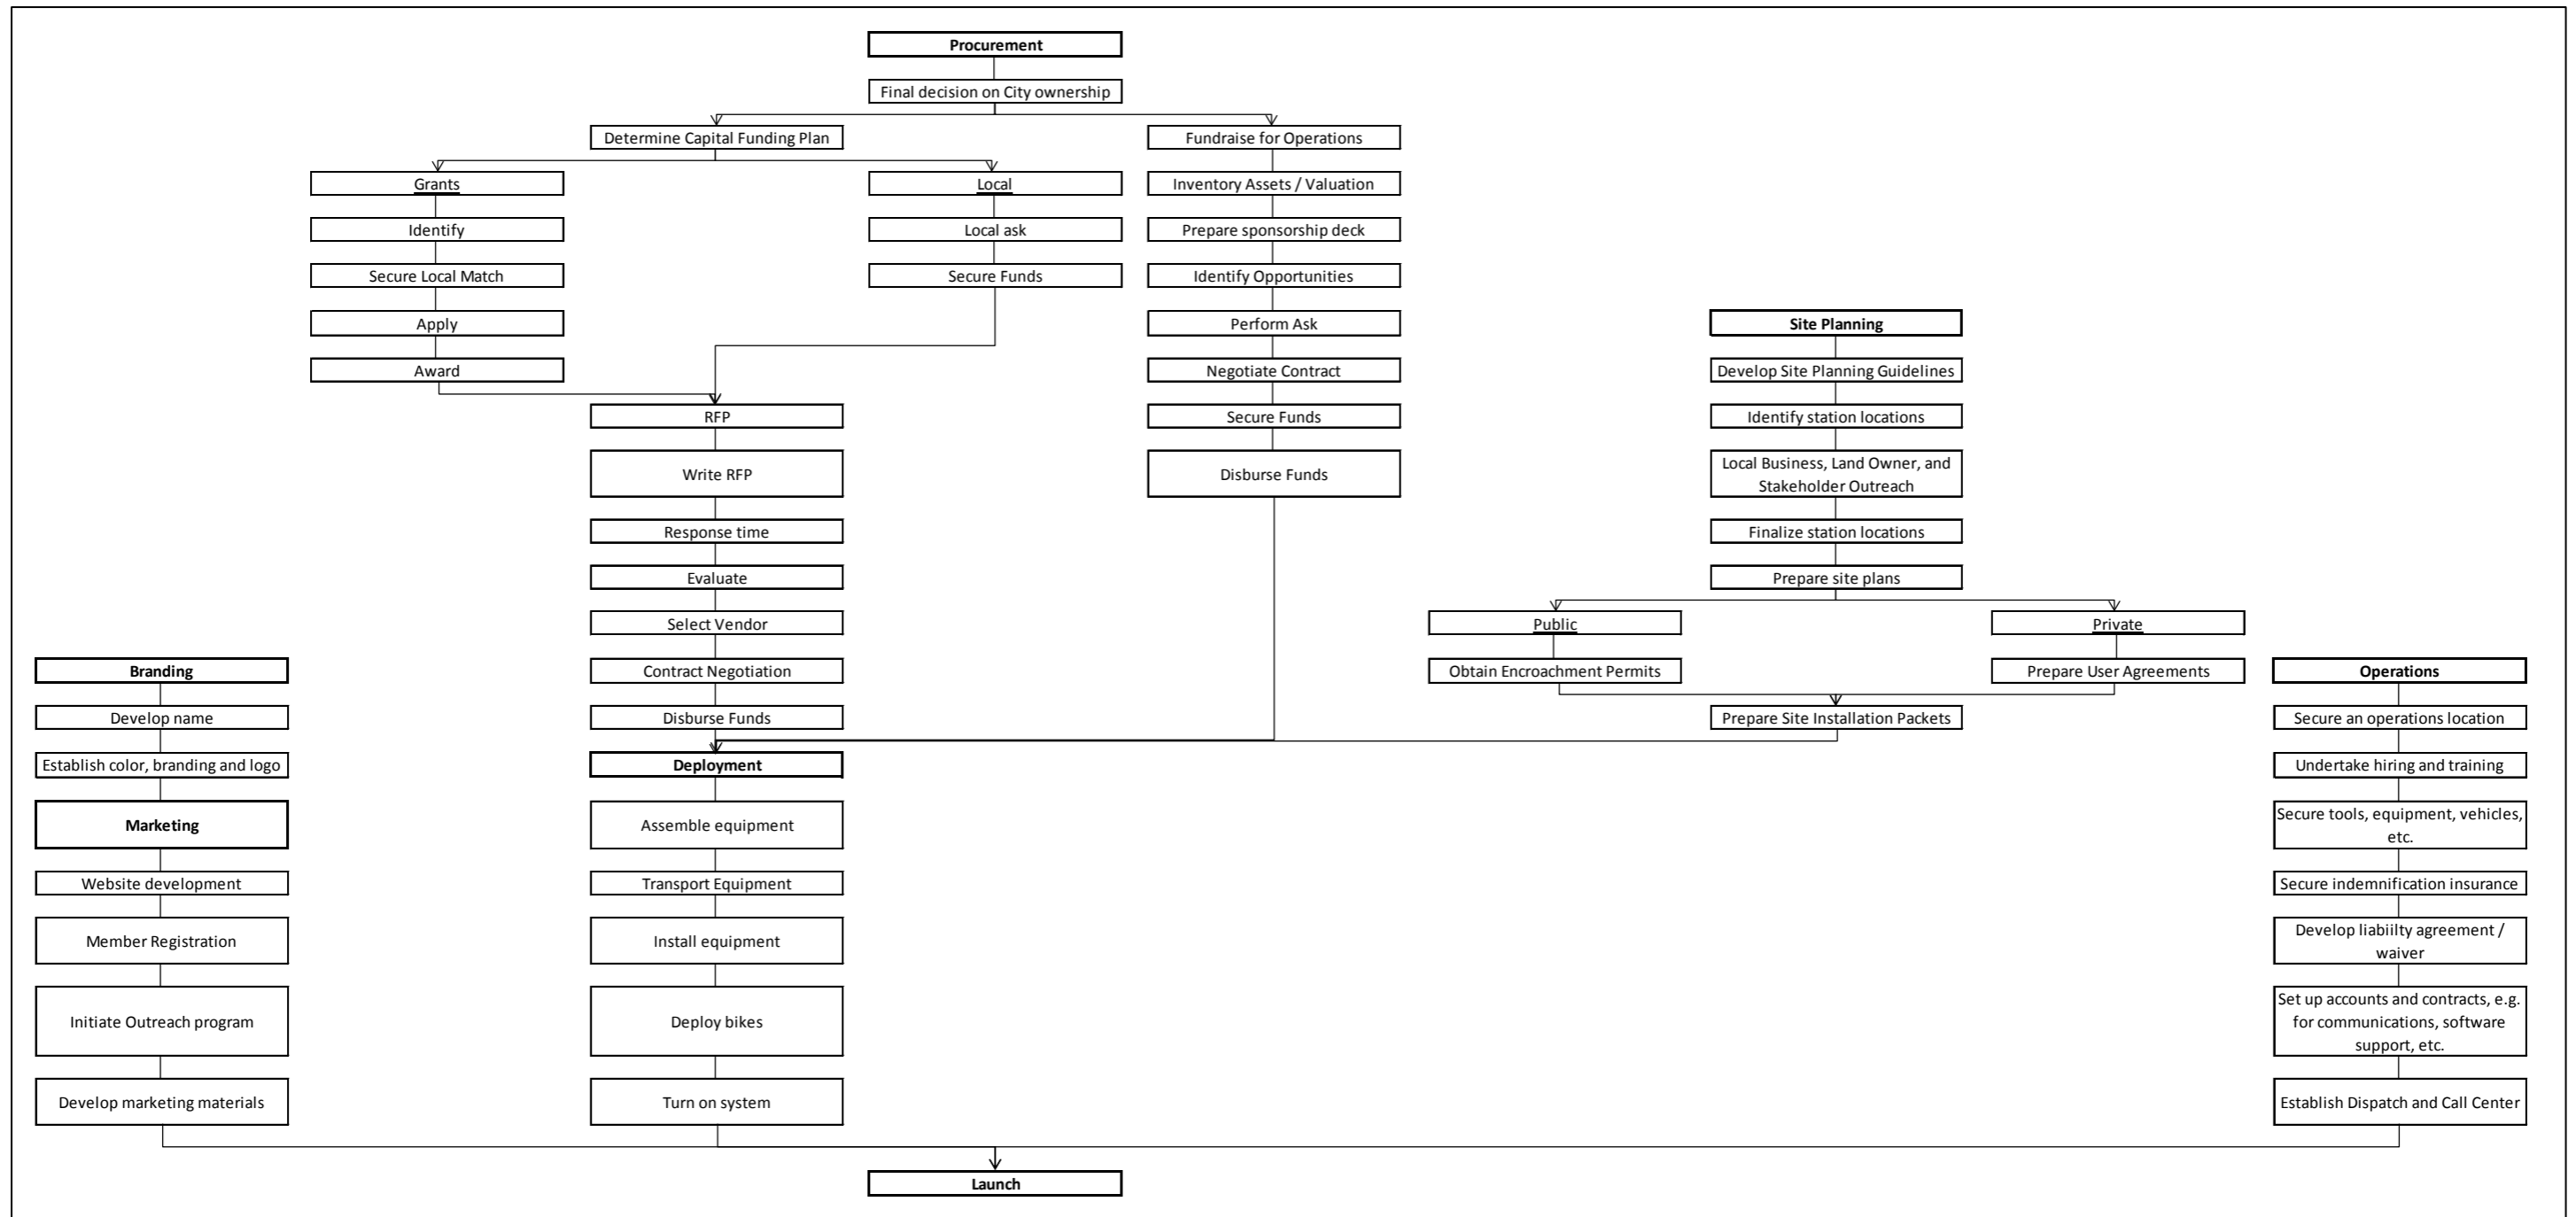 Procurement
Final decision on City ownership
Determine Capital Funding Plan
Fundraise for Operations
Grants
Local
Inventory Assets / Valuation
Identify
Local ask
Prepare sponsorship deck
Secure Local Match
Secure Funds
Identify Opportunities
Apply
Perform Ask
Site Planning
Award
Negotiate Contract
Develop Site Planning Guidelines
RFP
Secure Funds
Identify station locations
Write RFP
Disburse Funds
Local Business, Land Owner, and
Stakeholder Outreach
Response time
Finalize station locations
Evaluate
Prepare site plans
Select Vendor
Public
Private
Branding
Contract Negotiation
Obtain Encroachment Permits
Prepare User Agreements
Operations
Develop name
Disburse Funds
Prepare Site Installation Packets
Secure an operations location
Establish color, branding and logo
Deployment
Undertake hiring and training
Marketing
Assemble equipment
Secure tools, equipment, vehicles,
etc.
Website development
Transport Equipment
Secure indemnification insurance
Member Registration
Install equipment
Develop liabiilty agreement /
waiver
Initiate Outreach program
Deploy bikes
Set up accounts and contracts, e.g.
for communications, software
support, etc.
Develop marketing materials
Turn on system
Establish Dispatch and Call Center
Launch